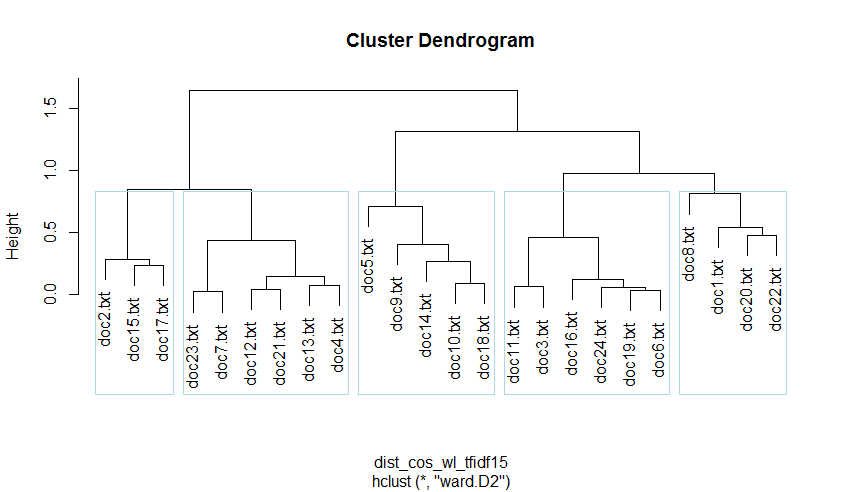 Cluster Dendrogram
Height
1.5
1.0
0.5
0.0
doc2.txt
doc15.txt
doc17.txt
doc23.txt
doc7.txt
doc12.txt
doc21.txt
doc13.txt
doc4.txt
doc5.txt
doc9.txt
doc14.txt
doc10.txt
doc18.txt
doc11.txt
doc3.txt
doc16.txt
doc24.txt
doc19.txt
doc6.txt
doc8.txt
doc1.txt
doc20.txt
doc22.txt
dist_cos_wl_tfidf15
hclust (*, "ward.D2")